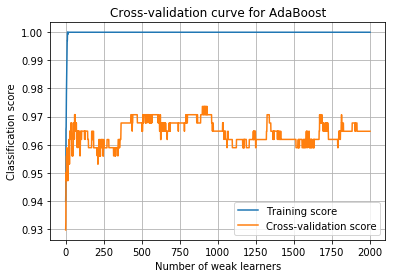 Cross-validation curve for AdaBoost
1.00
0.99
0.98
0.97
0.96
0.95
0.94
0.93
Classification score
0 250 500 750 1000 1250 1500 1750 2000
Number of weak learners
Training score
Cross-validation score